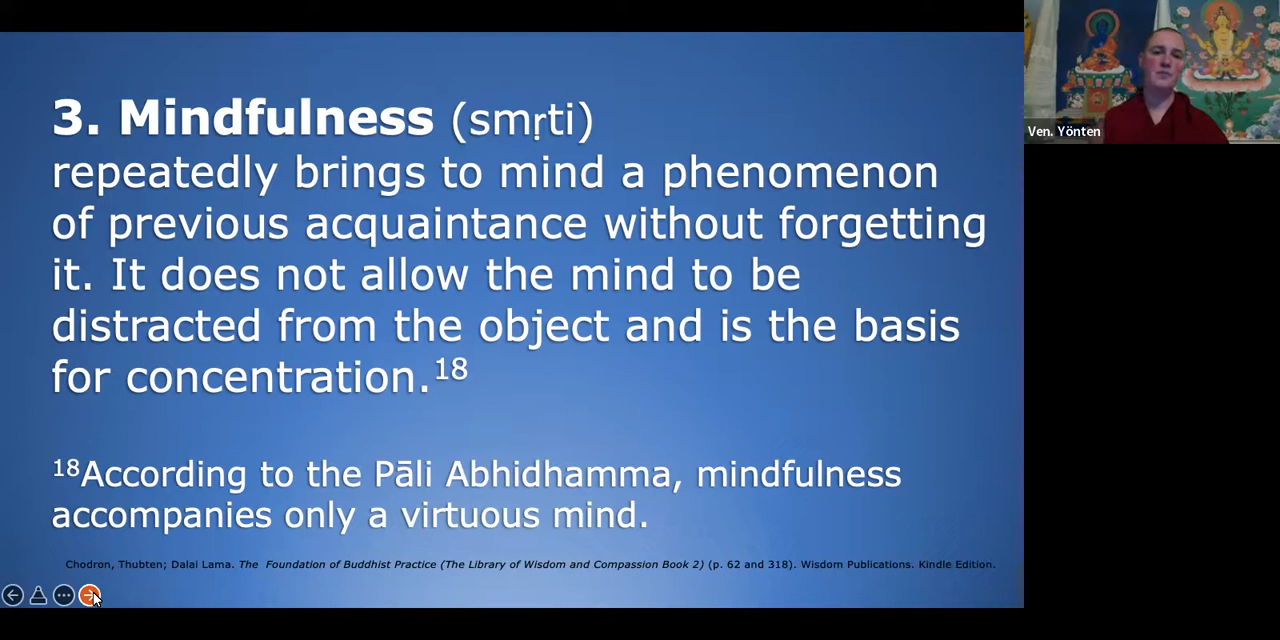 3. Mindfulness (smṛti)
repeatedly brings to mind a phenomenon
of previous acquaintance without forgetting
it. It does not allow the mind to be
distracted from the object and is the basis
for concentration.¹⁸
¹⁸According to the Pāli Abhidhamma, mindfulness
accompanies only a virtuous mind.
Chodron, Thubten; Dalai Lama. The Foundation of Buddhist Practice (The Library of Wisdom and Compassion Book 2) (p. 62 and 318). Wisdom Publications. Kindle Edition.
Ven. Yönten